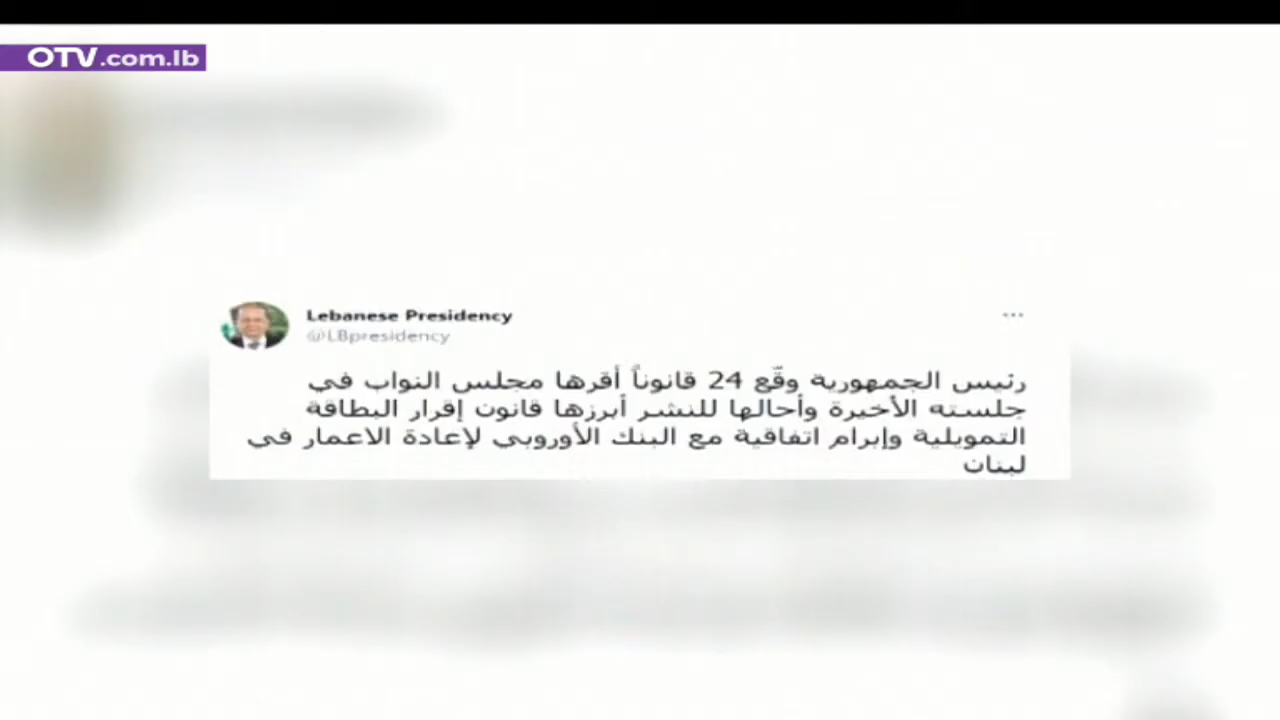 OTV.com.lb
Lebanese Presidency
@LBpresidency
رئيس الجمهورية وقّع 24 قانوناً أقرها مجلس النواب في
جلسته الأخيرة وأحالها للنشر أبرزها قانون إقرار البطاقة
التمويلية وإبرام اتفاقية مع البنك الأوروبي لإعادة الاعمار في
لبنان